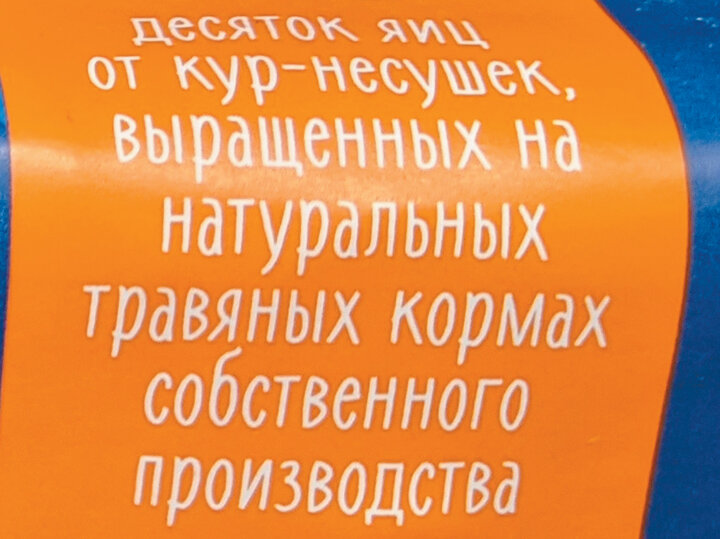 десяток яиц
от кур-несушек,
выращенных на
натуральных
травяных кормах
собственного
производства